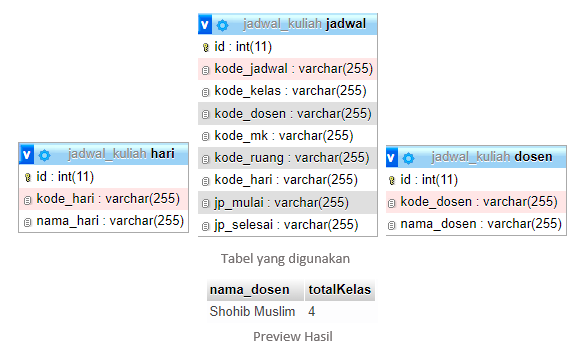 jadwal_kuliah jadwal
id : int(11)
kode_jadwal : varchar(255)
kode_kelas : varchar(255)
kode_dosen : varchar(255)
kode_mk : varchar(255)
kode_ruang : varchar(255)
kode_hari : varchar(255)
jp_mulai : varchar(255)
jp_selesai : varchar(255)
jadwal_kuliah hari
id : int(11)
kode_hari : varchar(255)
nama_hari : varchar(255)
jadwal_kuliah dosen
id : int(11)
kode_dosen : varchar(255)
nama_dosen : varchar(255)
Tabel yang digunakan
nama_dosen totalKelas
Shohib Muslim 4
Preview Hasil